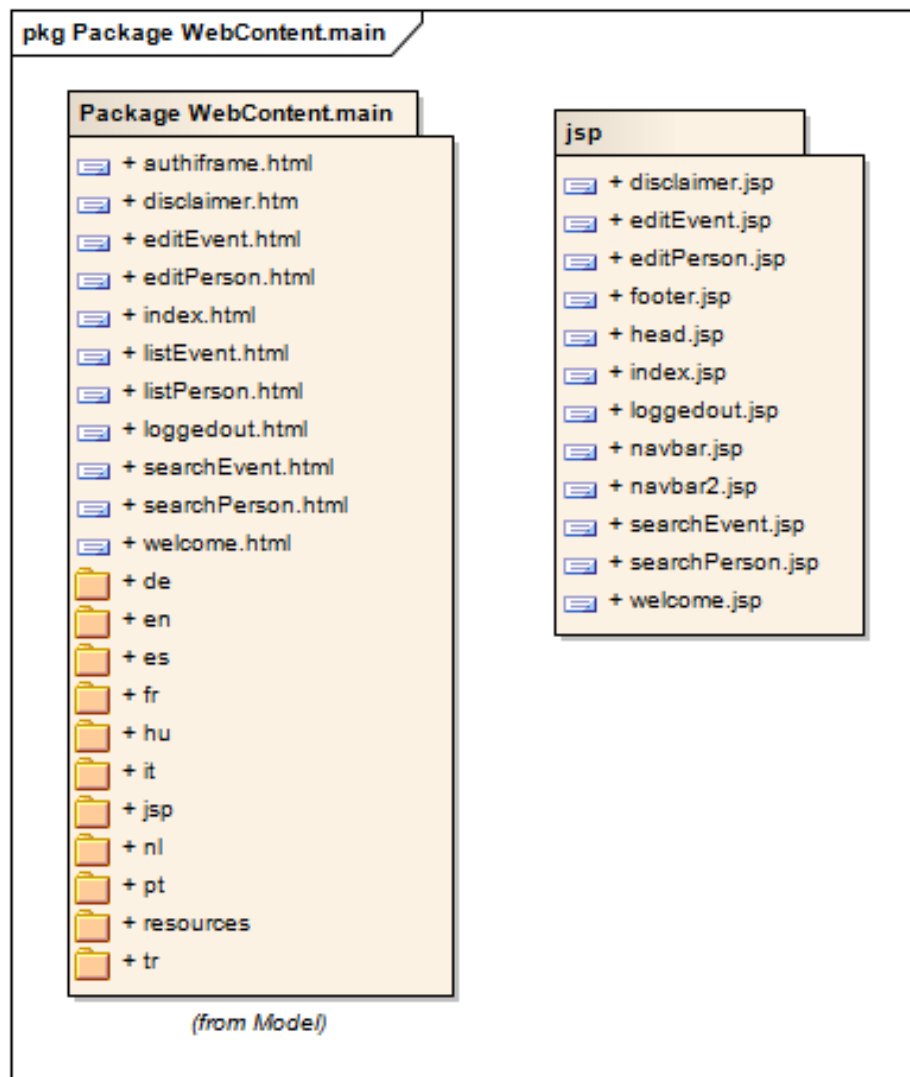 pkg Package WebContent.main
Package WebContent.main
+ authiframe.html
+ disclaimer.htm
+ editEvent.html
+ editPerson.html
+ index.html
+ listEvent.html
+ listPerson.html
+ loggedout.html
+ searchEvent.html
+ searchPerson.html
+ welcome.html
+ de
+ en
+ es
+ fr
+ hu
+ it
+ jsp
+ nl
+ pt
+ resources
+ tr
(from Model)
jsp
+ disclaimer.jsp
+ editEvent.jsp
+ editPerson.jsp
+ footer.jsp
+ head.jsp
+ index.jsp
+ loggedout.jsp
+ navbar.jsp
+ navbar2.jsp
+ searchEvent.jsp
+ searchPerson.jsp
+ welcome.jsp